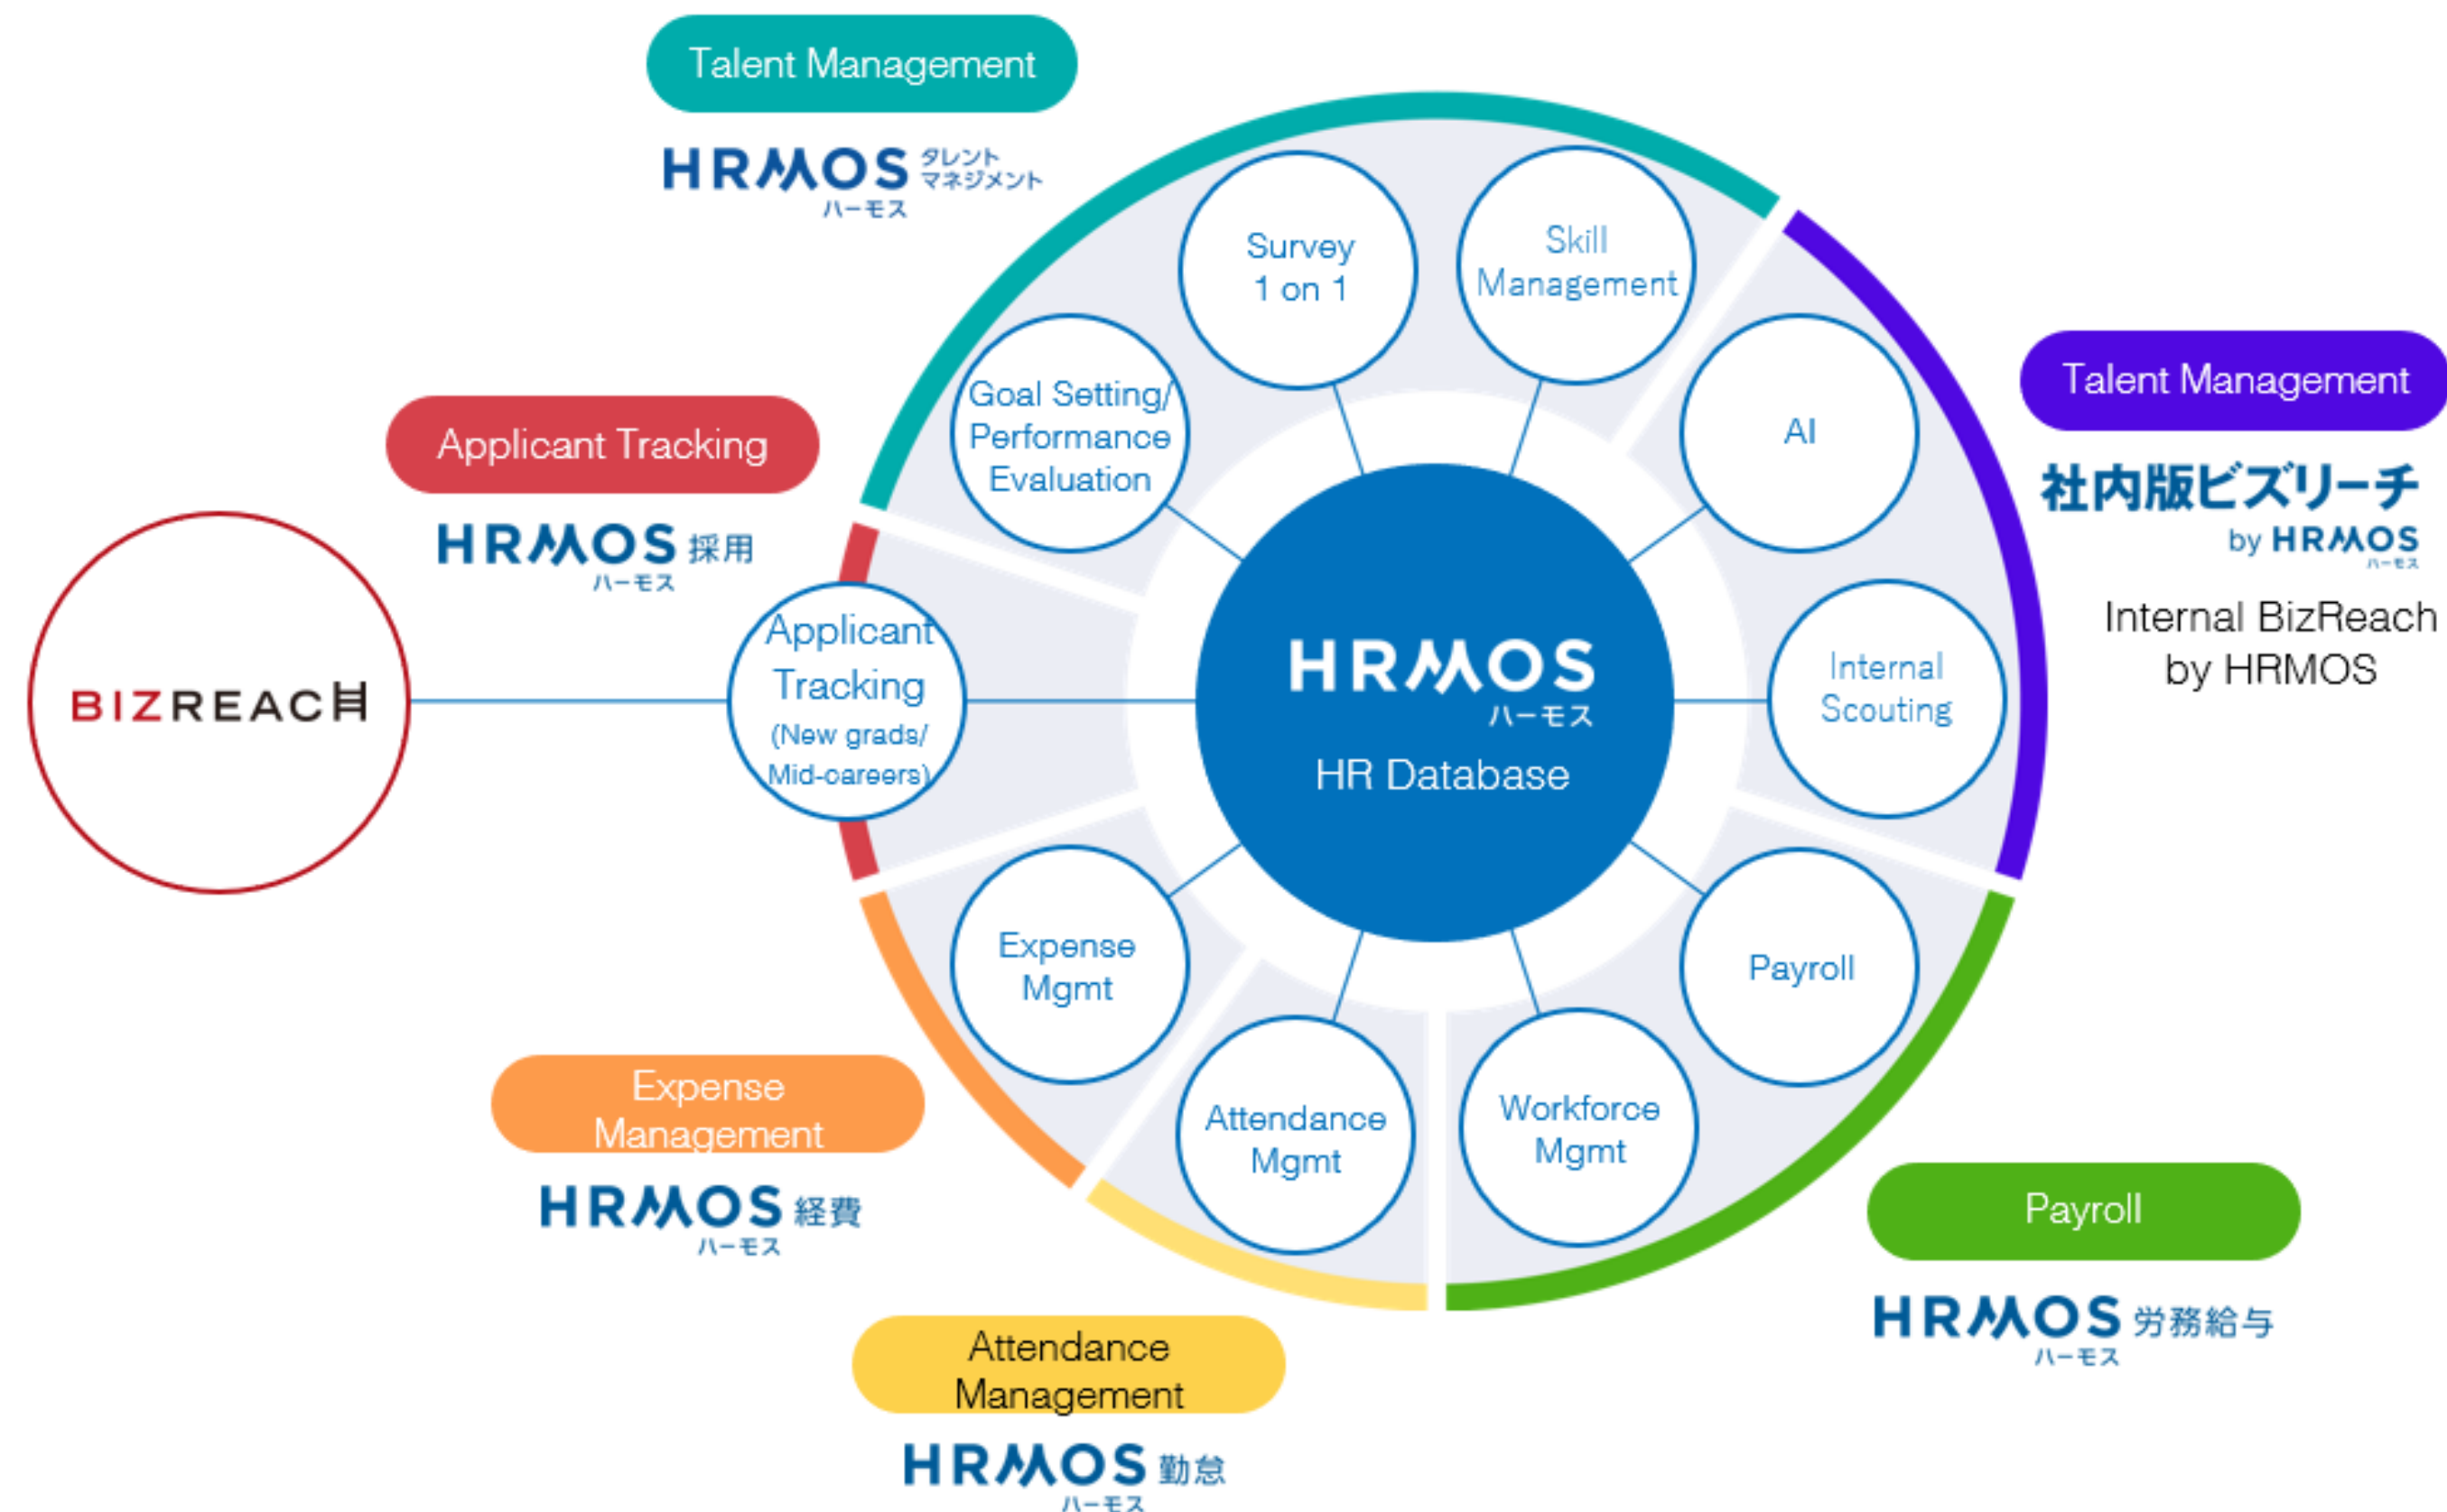 Talent Management
HRMOS タレント
マネジメント
ハーモス
Applicant Tracking
HRMOS 採用
ハーモス
BIZREACH
Applicant
Tracking
(New grads/
Mid-careers)
Goal Setting/
Performance
Evaluation
Survey
1 on 1
Skill
Management
AI
Internal
Scouting
HRMOS
ハーモス
HR Database
Talent Management
社内版ビズリーチ
by HRMOS
ハーモス
Internal BizReach
by HRMOS
Expense
Mgmt
Attendance
Mgmt
Workforce
Mgmt
Payroll
Expense
Management
HRMOS 経費
ハーモス
Attendance
Management
HRMOS 勤怠
ハーモス
Payroll
HRMOS 労務給与
ハーモス